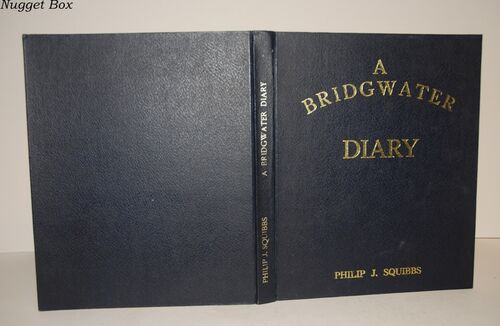 Nugget Box
A
BRIDGWATER
DIARY
PHILIP J. SQUIBBS
A BRIDGWATER DIARY
PHILIP J. SQUIBBS